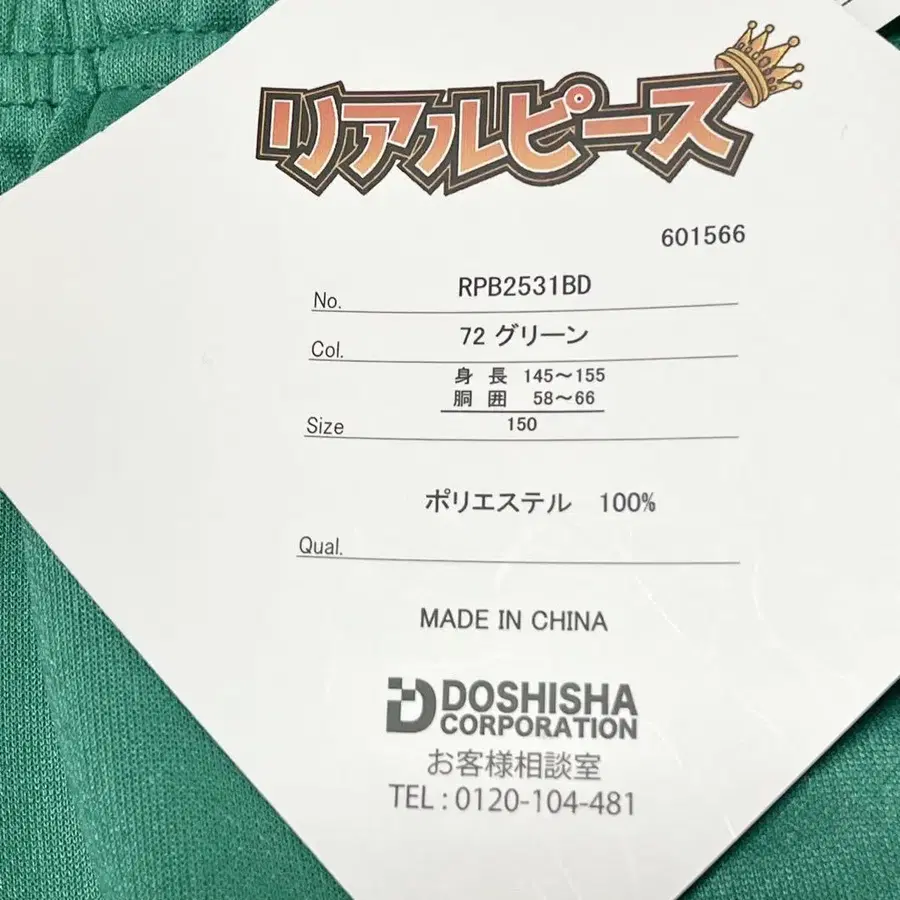 リアルピース
601566
No. RPB2531BD
Col. 72 グリーン
身 長 145～155
胴 囲 58～66
Size 150
ポリエステル 100%
Qual.
MADE IN CHINA
DOSHISHA
CORPORATION
お客様相談室
TEL : 0120-104-481